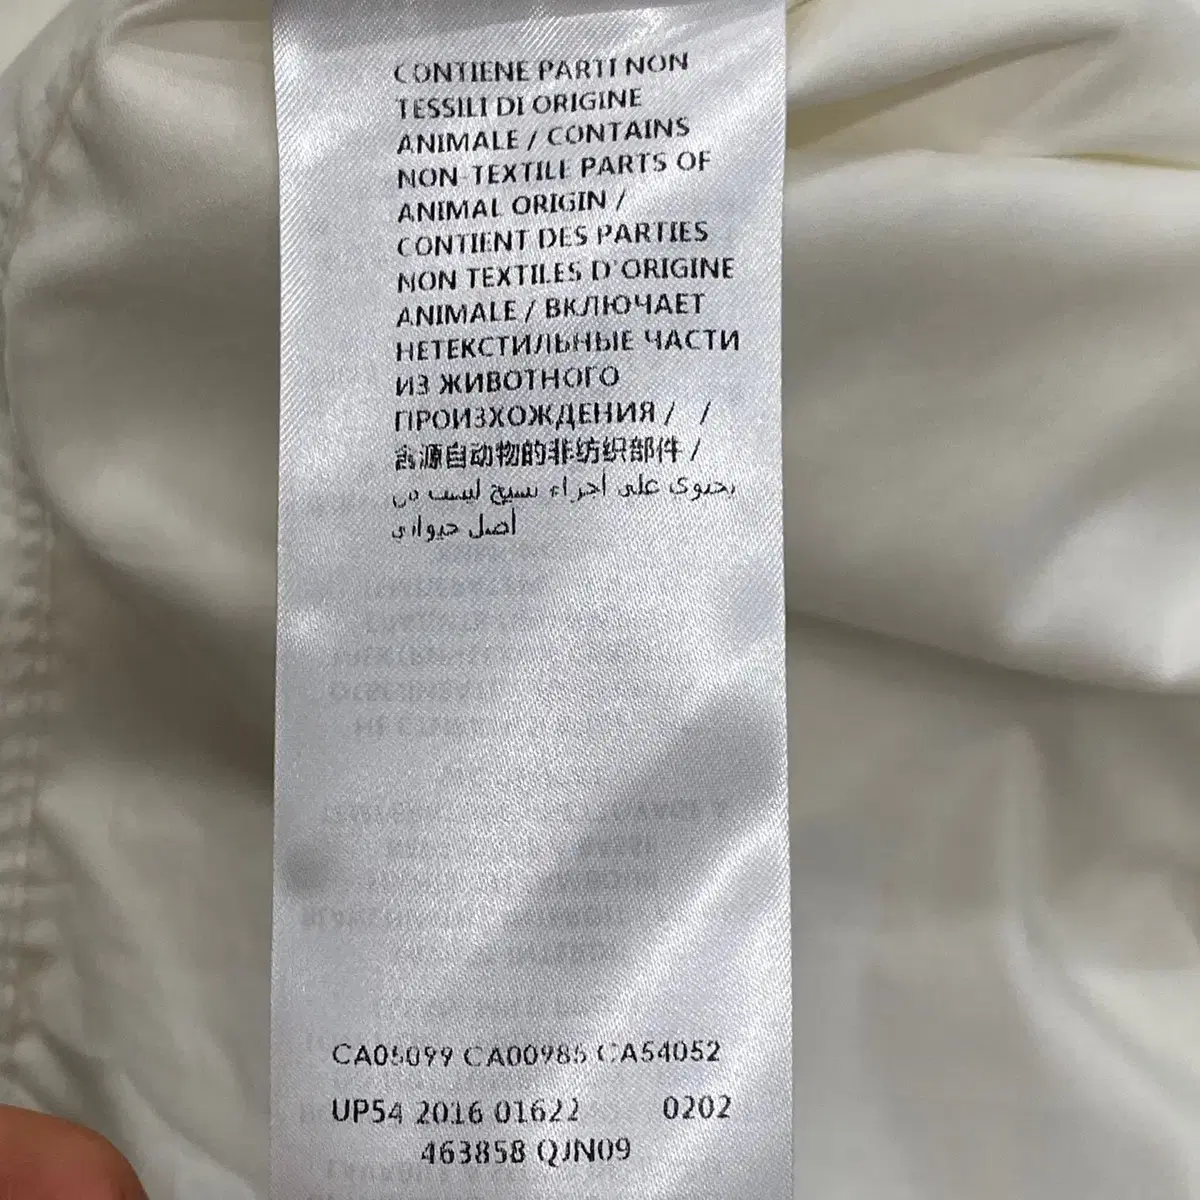 CONTIENE PARTI NON
TESSILI DI ORIGINE
ANIMALE / CONTAINS
NON-TEXTILE PARTS OF
ANIMAL ORIGIN /
CONTIENT DES PARTIES
NON TEXTILES D'ORIGINE
ANIMALE / ВКЛЮЧАЕТ
НЕТЕКСТИЛЬНЫЕ ЧАСТИ
ИЗ ЖИВОТНОГО
ПРОИЗХОЖДЕНИЯ / /
含源自动物的非纺织部件 /
يحتوي على أجزاء نسيج ليست من
أصل حيواني
CA05099 CA00985 CA54052
UP54 2016 01622 0202
463858 QJN09